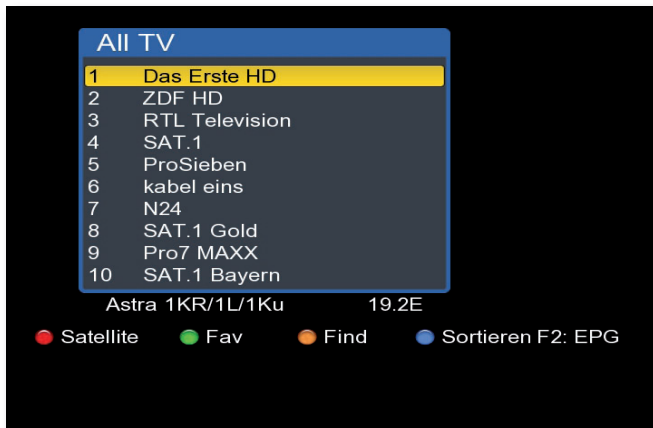 All TV
1 Das Erste HD
2 ZDF HD
3 RTL Television
4 SAT.1
5 ProSieben
6 kabel eins
7 N24
8 SAT.1 Gold
9 Pro7 MAXX
10 SAT.1 Bayern
Astra 1KR/1L/1Ku 19.2E
Satellite Fav Find Sortieren F2: EPG